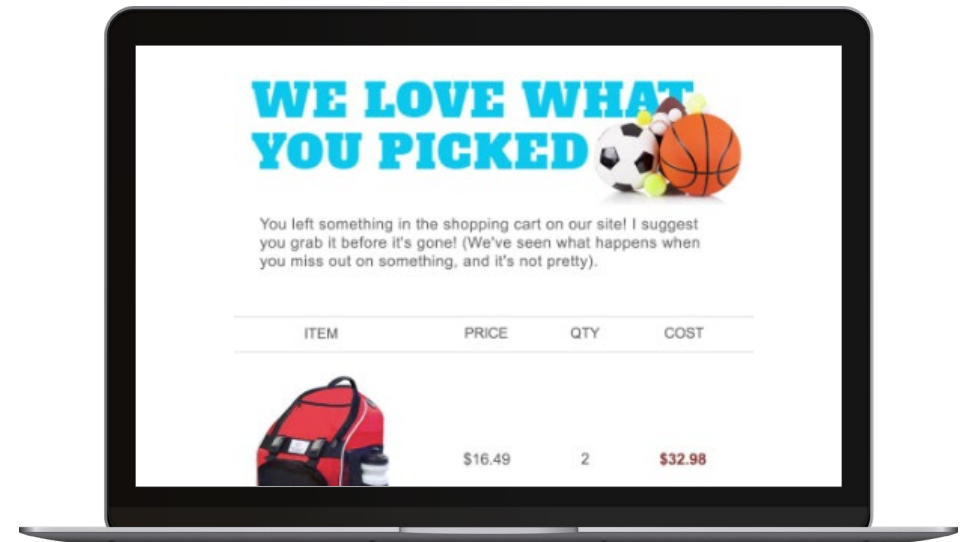 WE LOVE WHAT
YOU PICKED
You left something in the shopping cart on our site! I suggest
you grab it before it's gone! (We've seen what happens when
you miss out on something, and it's not pretty).
ITEM PRICE QTY COST
$16.49 2 $32.98